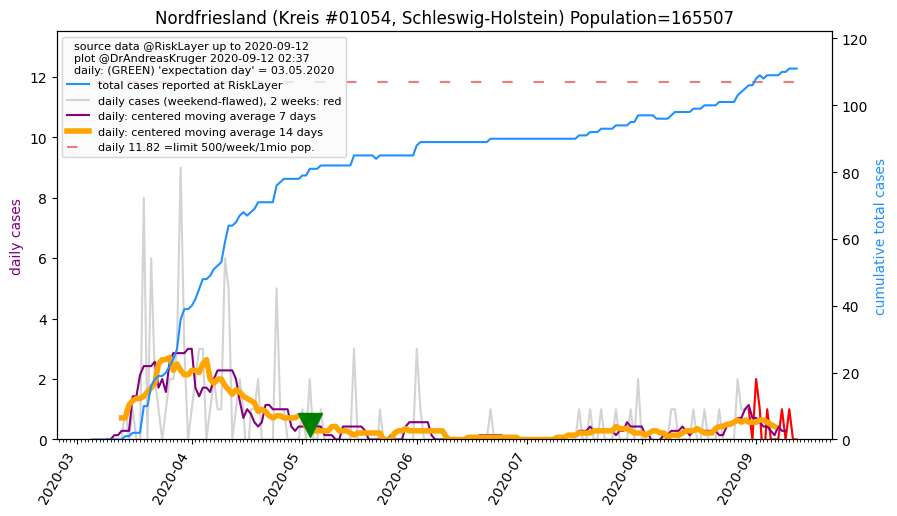 Nordfriesland (Kreis #01054, Schleswig-Holstein) Population=165507
source data @RiskLayer up to 2020-09-12
plot @DrAndreasKruger 2020-09-12 02:37
daily: (GREEN) 'expectation day' = 03.05.2020
total cases reported at RiskLayer
daily cases (weekend-flawed), 2 weeks: red
daily: centered moving average 7 days
daily: centered moving average 14 days
daily 11.82 =limit 500/week/1mio pop.
daily cases
12
10
8
6
4
2
0
cumulative total cases
120
100
80
60
40
20
0
2020-03
2020-04
2020-05
2020-06
2020-07
2020-08
2020-09